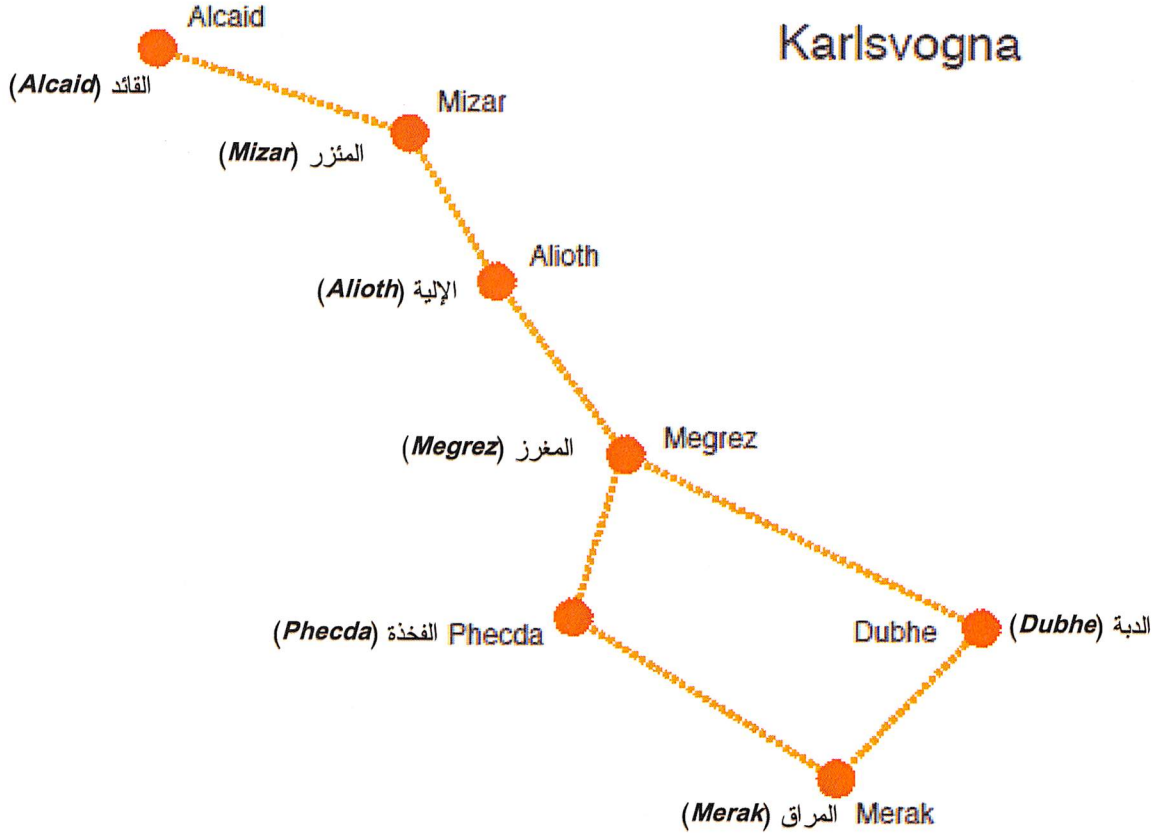 Alcaid
Karlsvogna
القائد (Alcaid)
Mizar
المئزر (Mizar)
Alioth
الإلية (Alioth)
Megrez
المغرز (Megrez)
الفخذة (Phecda)
Phecda
Dubhe
الدبة (Dubhe)
المراق (Merak)
Merak